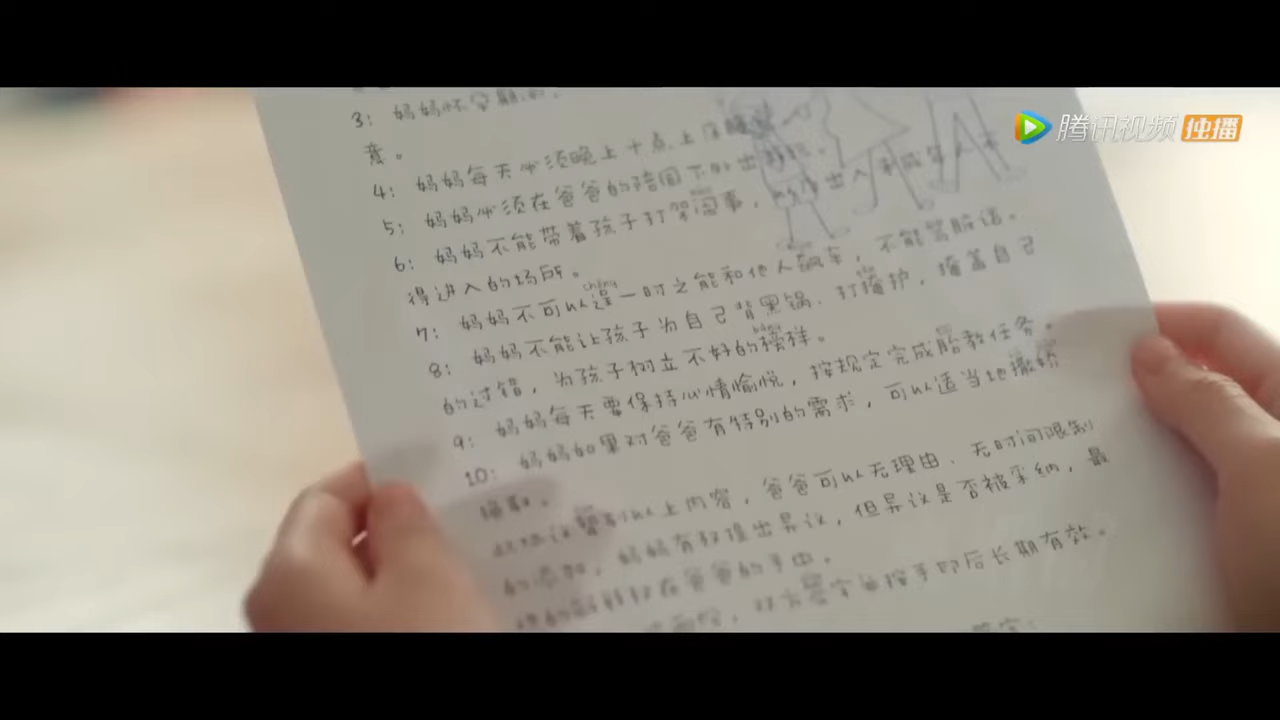 腾讯视频 独播
3：妈妈怀孕期
意。
4：妈妈每天必须晚上十点上床睡
5：妈妈必须在爸爸的陪同下外出
6：妈妈不能带着孩子打架闹事，出入未成年人不
得进入的场所。
chěng
7：妈妈不可以逞一时之能和他人飙车，不能骂脏话。
8：妈妈不能让孩子为自己背黑锅、打掩护，掩盖自己
的过错，为孩子树立不好的榜样。
9：妈妈每天要保持心情愉悦，按规定完成胎教任务。
10：妈妈如果对爸爸有特别的需求，可以适当地撒娇
换取。
以上内容，爸爸可以无理由、无时间限制
的添加，妈妈有权提出异议，但异议是否被采纳，最
终的解释权在爸爸的手中。
双方签字并按手印后长期有效。